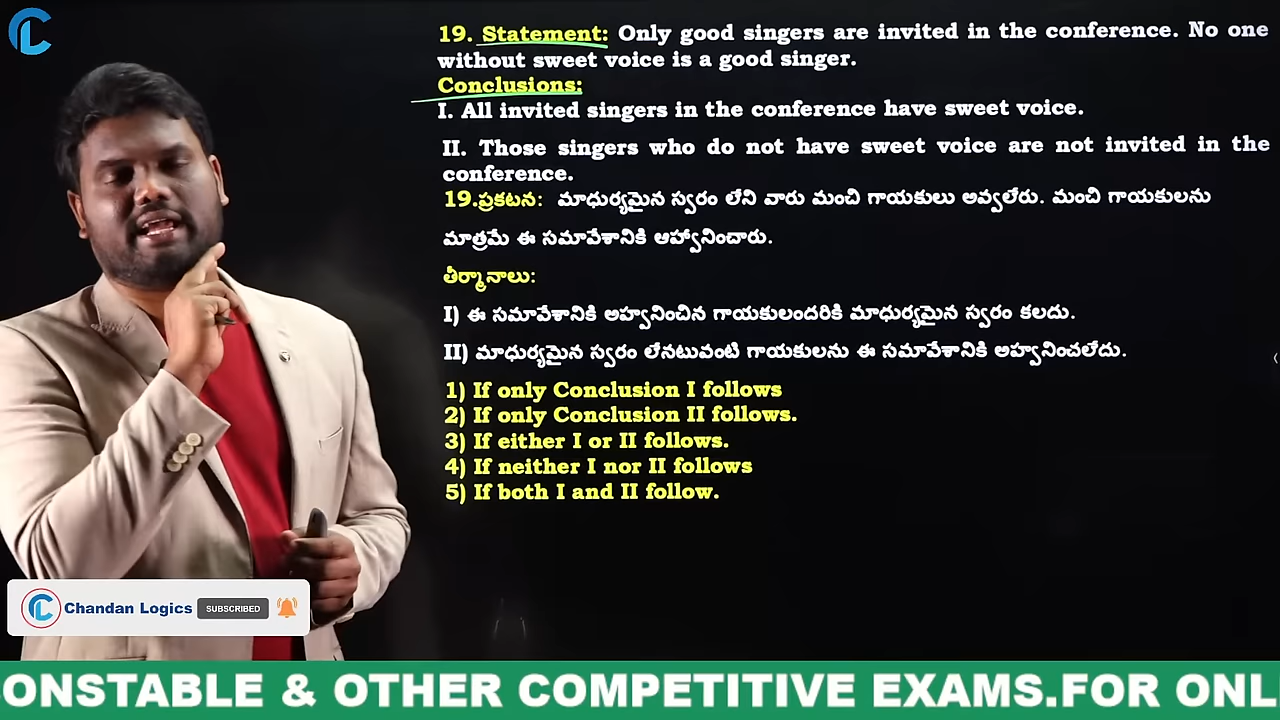 19. Statement: Only good singers are invited in the conference. No one
without sweet voice is a good singer.
Conclusions:
I. All invited singers in the conference have sweet voice.
II. Those singers who do not have sweet voice are not invited in the
conference.
19.ప్రకటన: మాధుర్యమైన స్వరం లేని వారు మంచి గాయకులు అవ్వలేరు. మంచి గాయకులను
మాత్రమే ఈ సమావేశానికి ఆహ్వానించారు.
తీర్మానాలు:
I) ఈ సమావేశానికి అహ్వనించిన గాయకులందరికి మాధుర్యమైన స్వరం కలదు.
II) మాధుర్యమైన స్వరం లేనటువంటి గాయకులను ఈ సమావేశానికి అహ్వనించలేదు.
1) If only Conclusion I follows
2) If only Conclusion II follows.
3) If either I or II follows.
4) If neither I nor II follows
5) If both I and II follow.
Chandan Logics SUBSCRIBED
ONSTABLE & OTHER COMPETITIVE EXAMS.FOR ONL